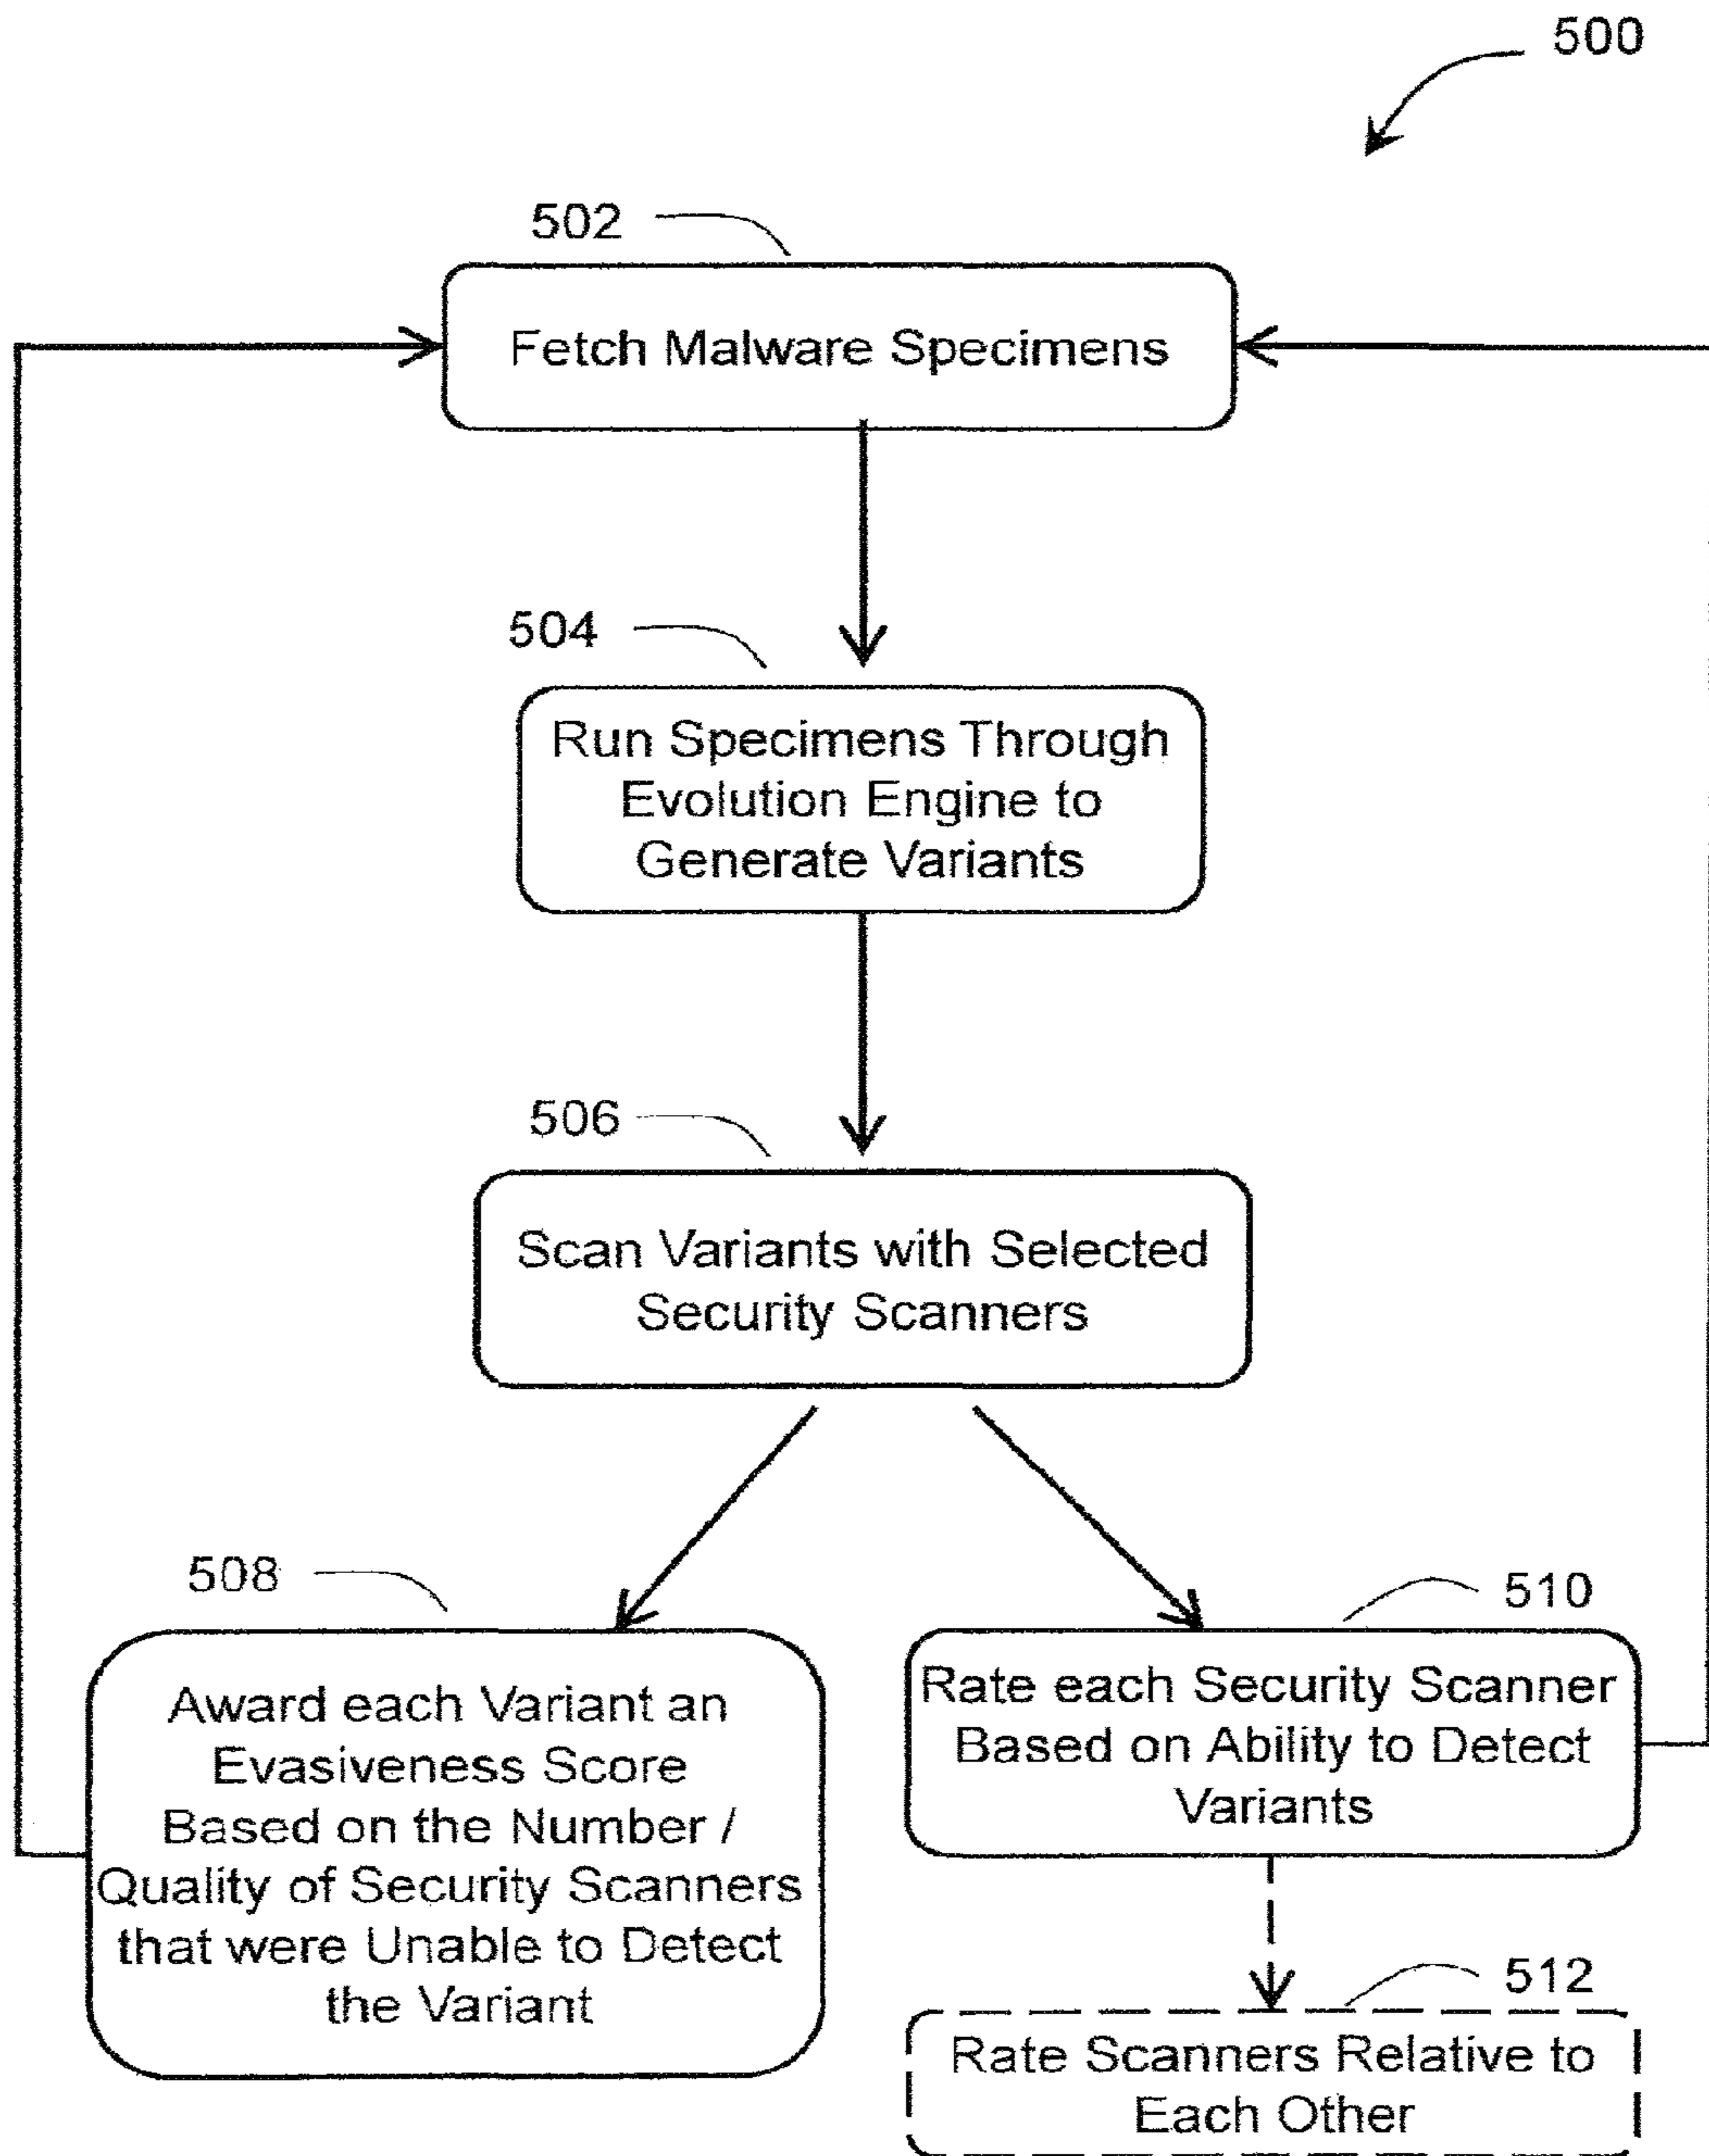 500
502
Fetch Malware Specimens
504
Run Specimens Through
Evolution Engine to
Generate Variants
506
Scan Variants with Selected
Security Scanners
508
Award each Variant an
Evasiveness Score
Based on the Number /
Quality of Security Scanners
that were Unable to Detect
the Variant
510
Rate each Security Scanner
Based on Ability to Detect
Variants
512
Rate Scanners Relative to
Each Other